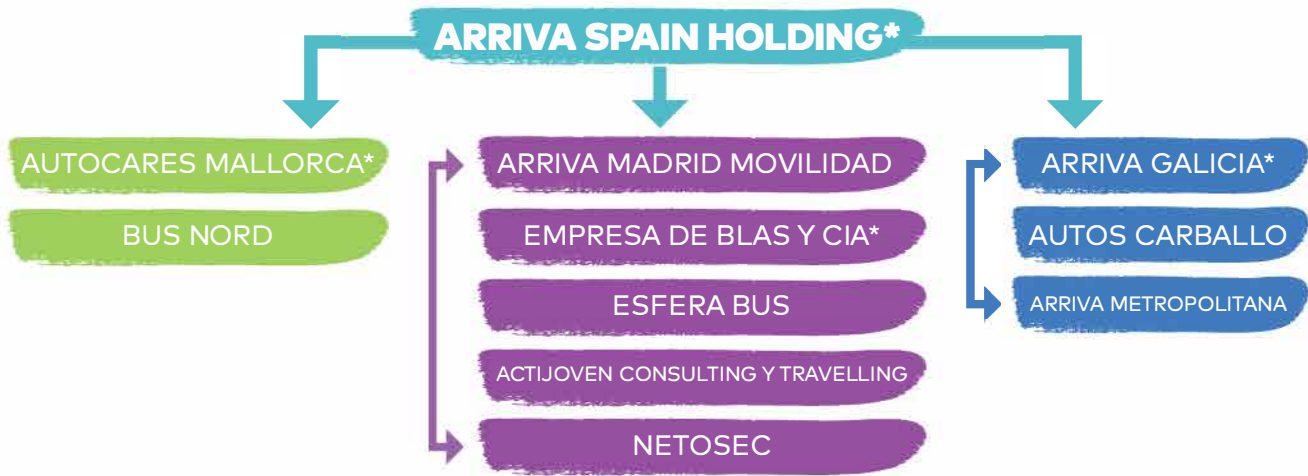 ARRIVA SPAIN HOLDING*
AUTOCARES MALLORCA*
BUS NORD
ARRIVA MADRID MOVILIDAD
EMPRESA DE BLAS Y CIA*
ESFERA BUS
ACTIJOVEN CONSULTING Y TRAVELLING
NETOSEC
ARRIVA GALICIA*
AUTOS CARBALLO
ARRIVA METROPOLITANA